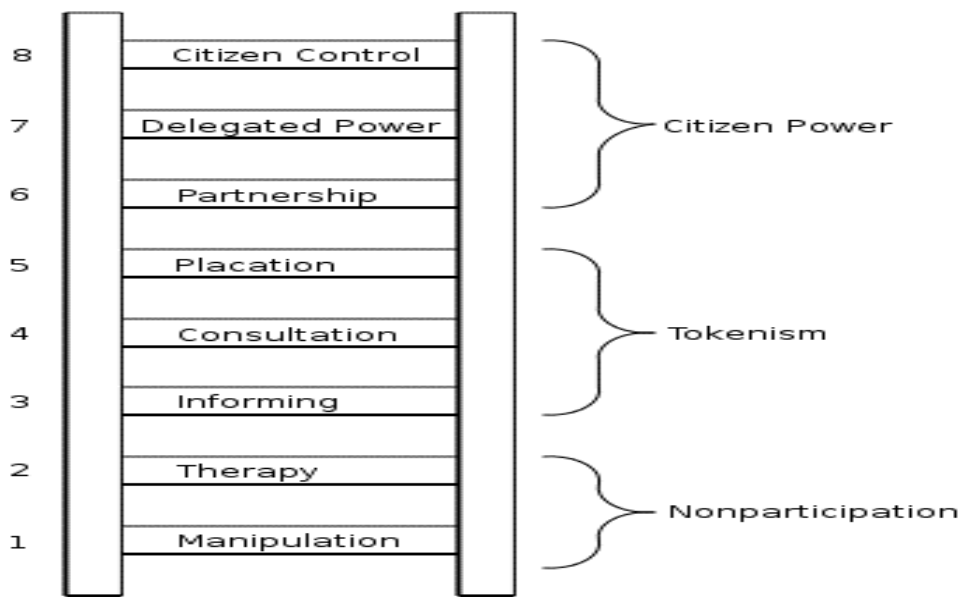 8 Citizen Control
7 Delegated Power
Citizen Power
6 Partnership
5 Placation
4 Consultation
Tokenism
3 Informing
2 Therapy
Nonparticipation
1 Manipulation